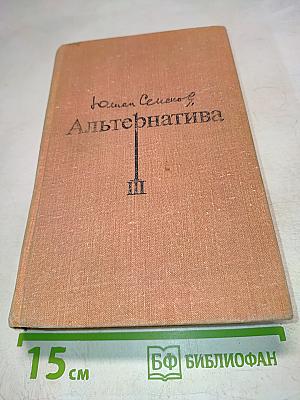 Юлиан Семенов
Альтернатива
III
15 см
БФ БИБЛИОФАН